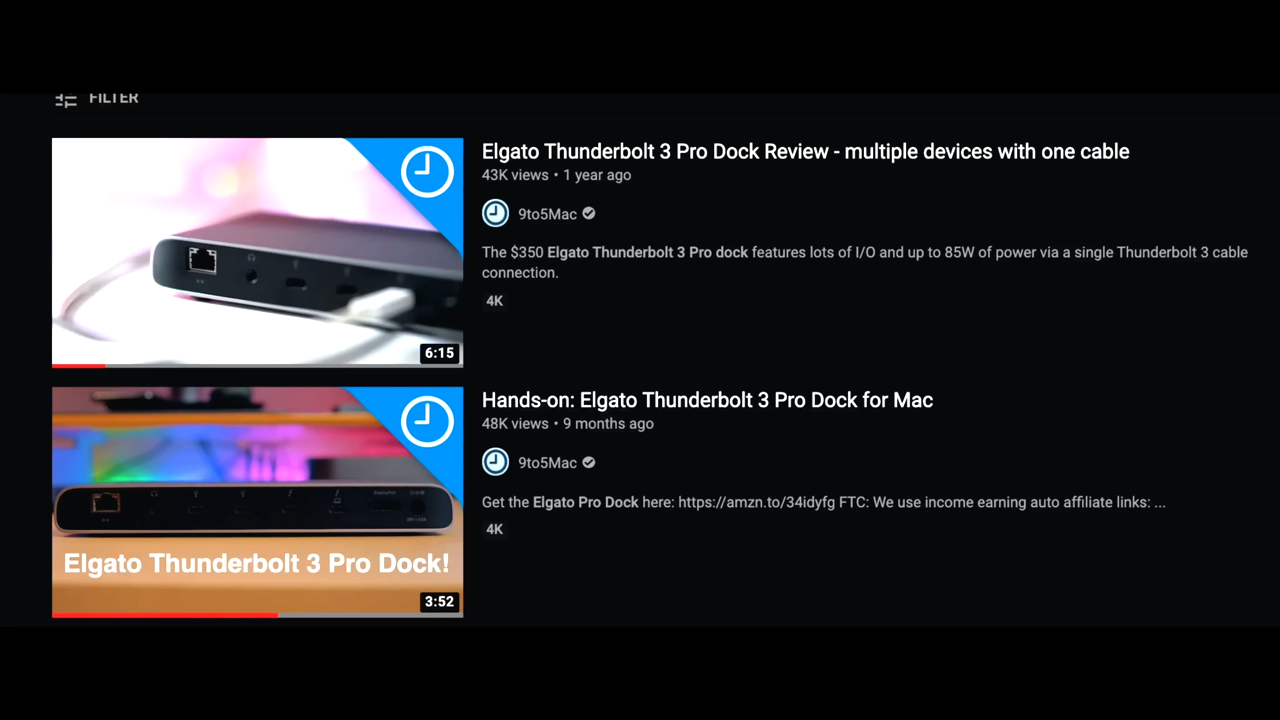 FILTER
Elgato Thunderbolt 3 Pro Dock Review - multiple devices with one cable
43K views • 1 year ago
9to5Mac
The $350 Elgato Thunderbolt 3 Pro dock features lots of I/O and up to 85W of power via a single Thunderbolt 3 cable
connection.
4K
6:15
Hands-on: Elgato Thunderbolt 3 Pro Dock for Mac
48K views • 9 months ago
9to5Mac
Get the Elgato Pro Dock here: https://amzn.to/34idyfg FTC: We use income earning auto affiliate links: ...
4K
Elgato Thunderbolt 3 Pro Dock!
3:52